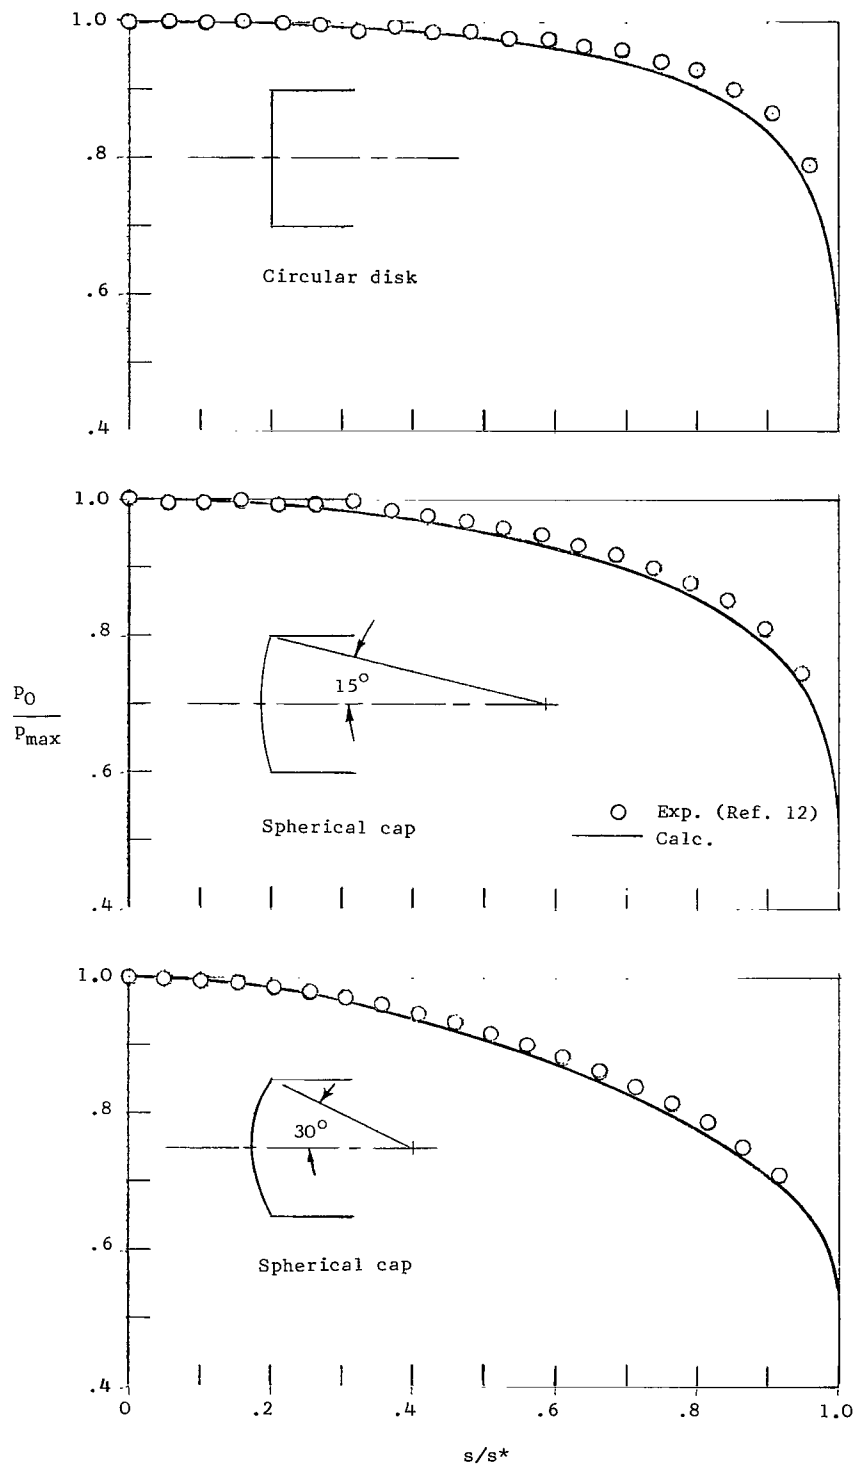 1.0
.8
.6
.4
Circular disk
1.0
.8
.6
.4
15°
Spherical cap
Exp. (Ref. 12)
Calc.
p0
pmax
1.0
.8
.6
.4
30°
Spherical cap
0
.2
.4
.6
.8
1.0
s/s*